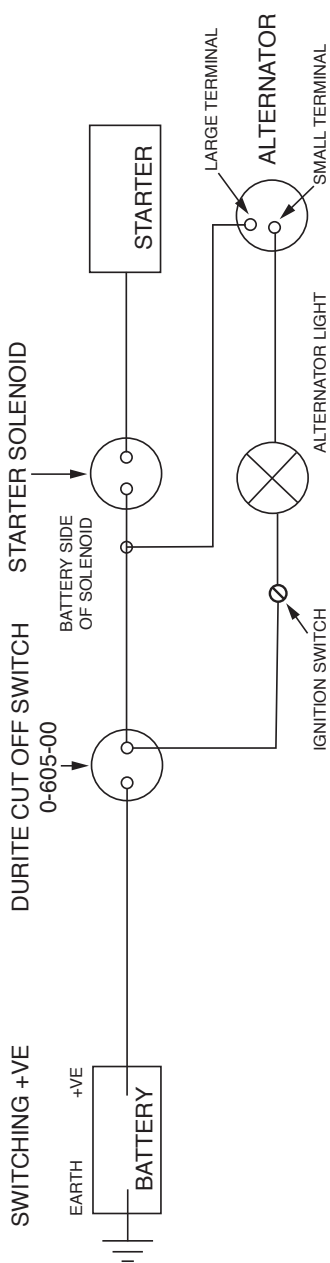 SWITCHING +VE
EARTH
+VE
BATTERY
DURITE CUT OFF SWITCH
0-605-00
STARTER SOLENOID
BATTERY SIDE
OF SOLENOID
STARTER
LARGE TERMINAL
ALTERNATOR
SMALL TERMINAL
ALTERNATOR LIGHT
IGNITION SWITCH